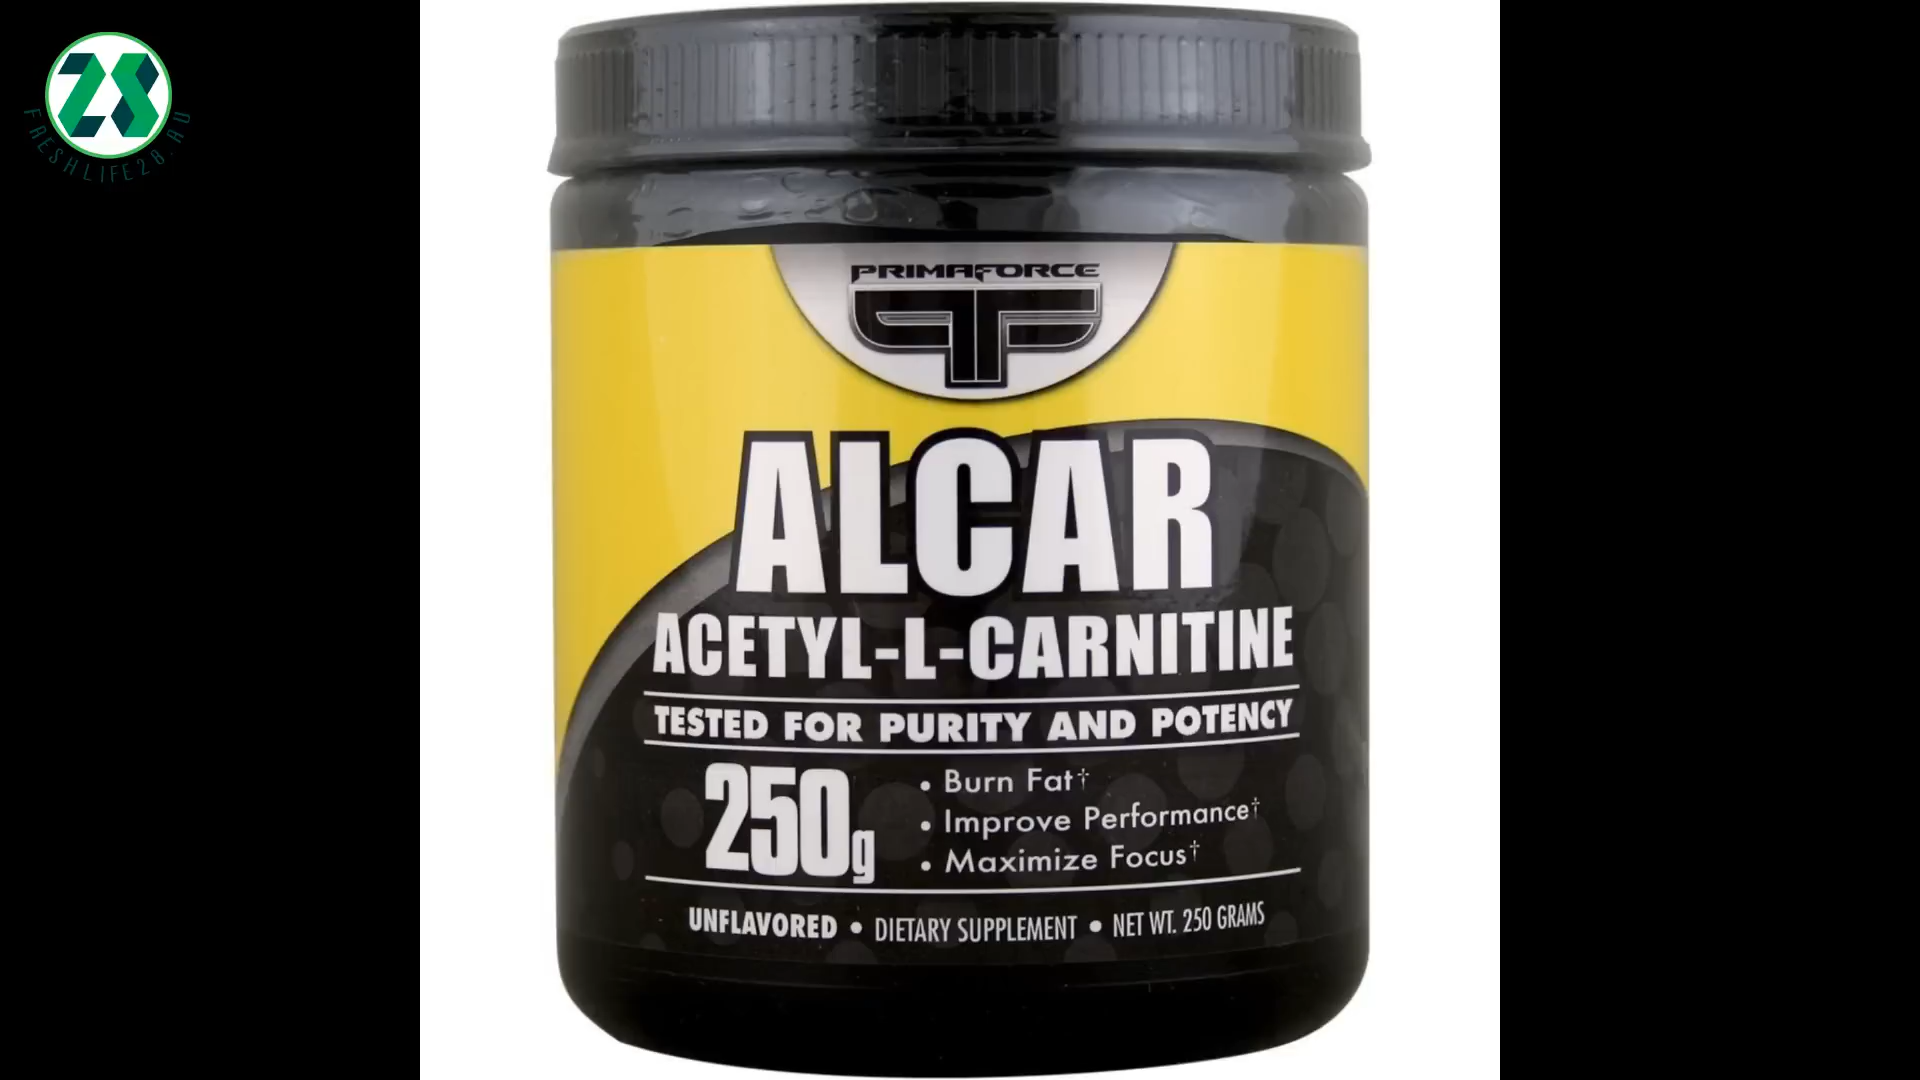 28
FRESHLIFE28.RU
PRIMAFORCE
ALCAR
ACETYL-L-CARNITINE
TESTED FOR PURITY AND POTENCY
250g
• Burn Fat†
• Improve Performance†
• Maximize Focus†
UNFLAVORED • DIETARY SUPPLEMENT • NET WT. 250 GRAMS